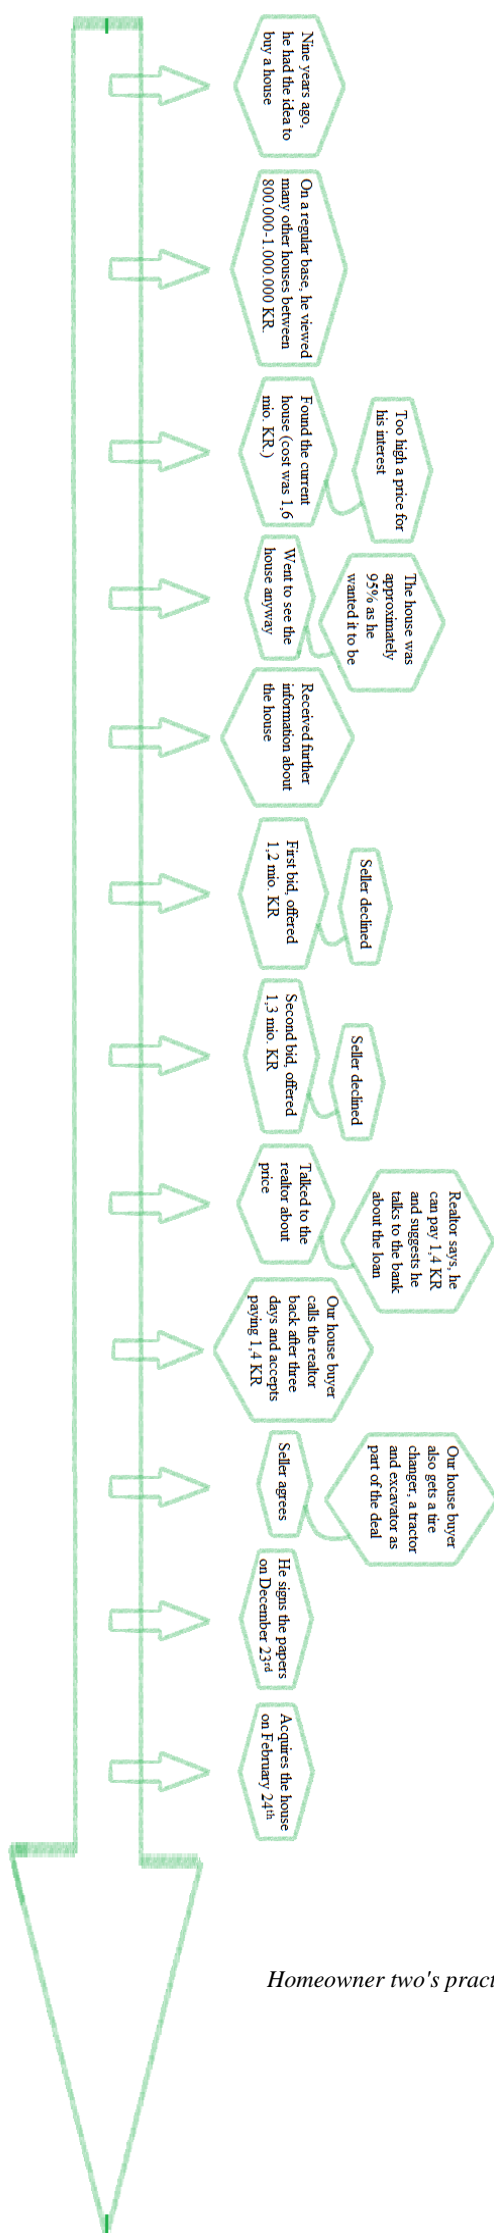 Nine years ago,
he had the idea to
buy a house
On a regular base, he viewed
many other houses between
800.000-1.000.000 KR.
Too high a price for
his interest
Found the current
house (cost was 1,6
mio. KR.)
The house was
approximately
95% as he
wanted it to be
Went to see the
house anyway
Received further
information about
the house
Seller declined
First bid, offered
1,2 mio. KR
Seller declined
Second bid, offered
1,3 mio. KR
Realtor says, he
can pay 1,4 KR
and suggests he
talks to the bank
about the loan
Talked to the
realtor about
price
Our house buyer
calls the realtor
back after three
days and accepts
paying 1,4 KR
Our house buyer
also gets a tire
changer, a tractor
and excavator as
part of the deal
Seller agrees
He signs the papers
on December 23rd
Acquires the house
on February 24th
Homeowner two's pract